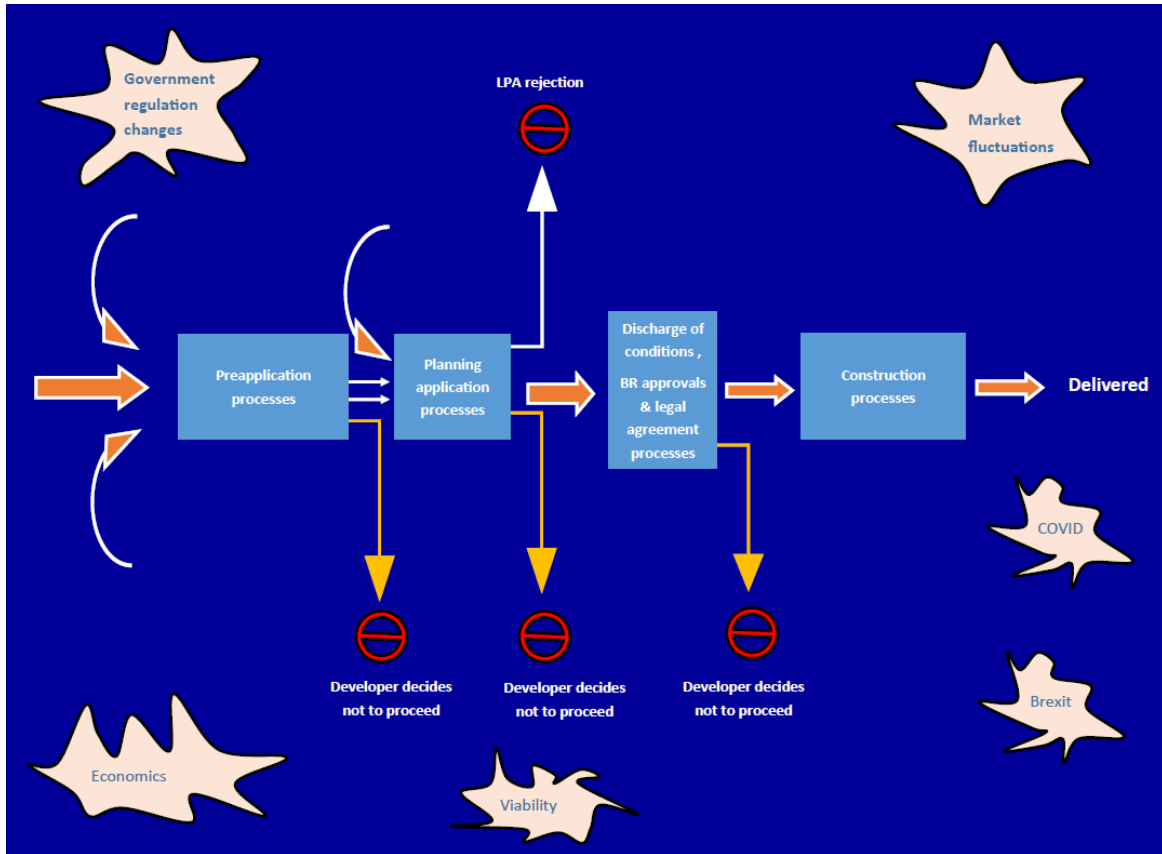 Government
regulation
changes
LPA rejection
Market
fluctuations
Preapplication
processes
Planning
application
processes
Discharge of
conditions ,
BR approvals
& legal
agreement
processes
Construction
processes
Delivered
COVID
Developer decides
not to proceed
Developer decides
not to proceed
Developer decides
not to proceed
Brexit
Economics
Viability